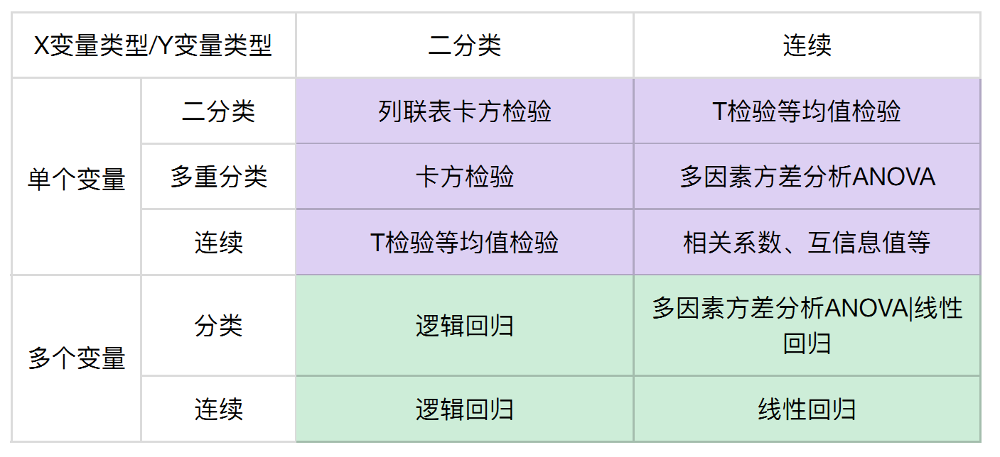 X变量类型/Y变量类型 二分类 连续
单个变量 二分类 列联表卡方检验 T检验等均值检验
多重分类 卡方检验 多因素方差分析ANOVA
连续 T检验等均值检验 相关系数、互信息值等
多个变量 分类 逻辑回归 多因素方差分析ANOVA|线性
回归
连续 逻辑回归 线性回归